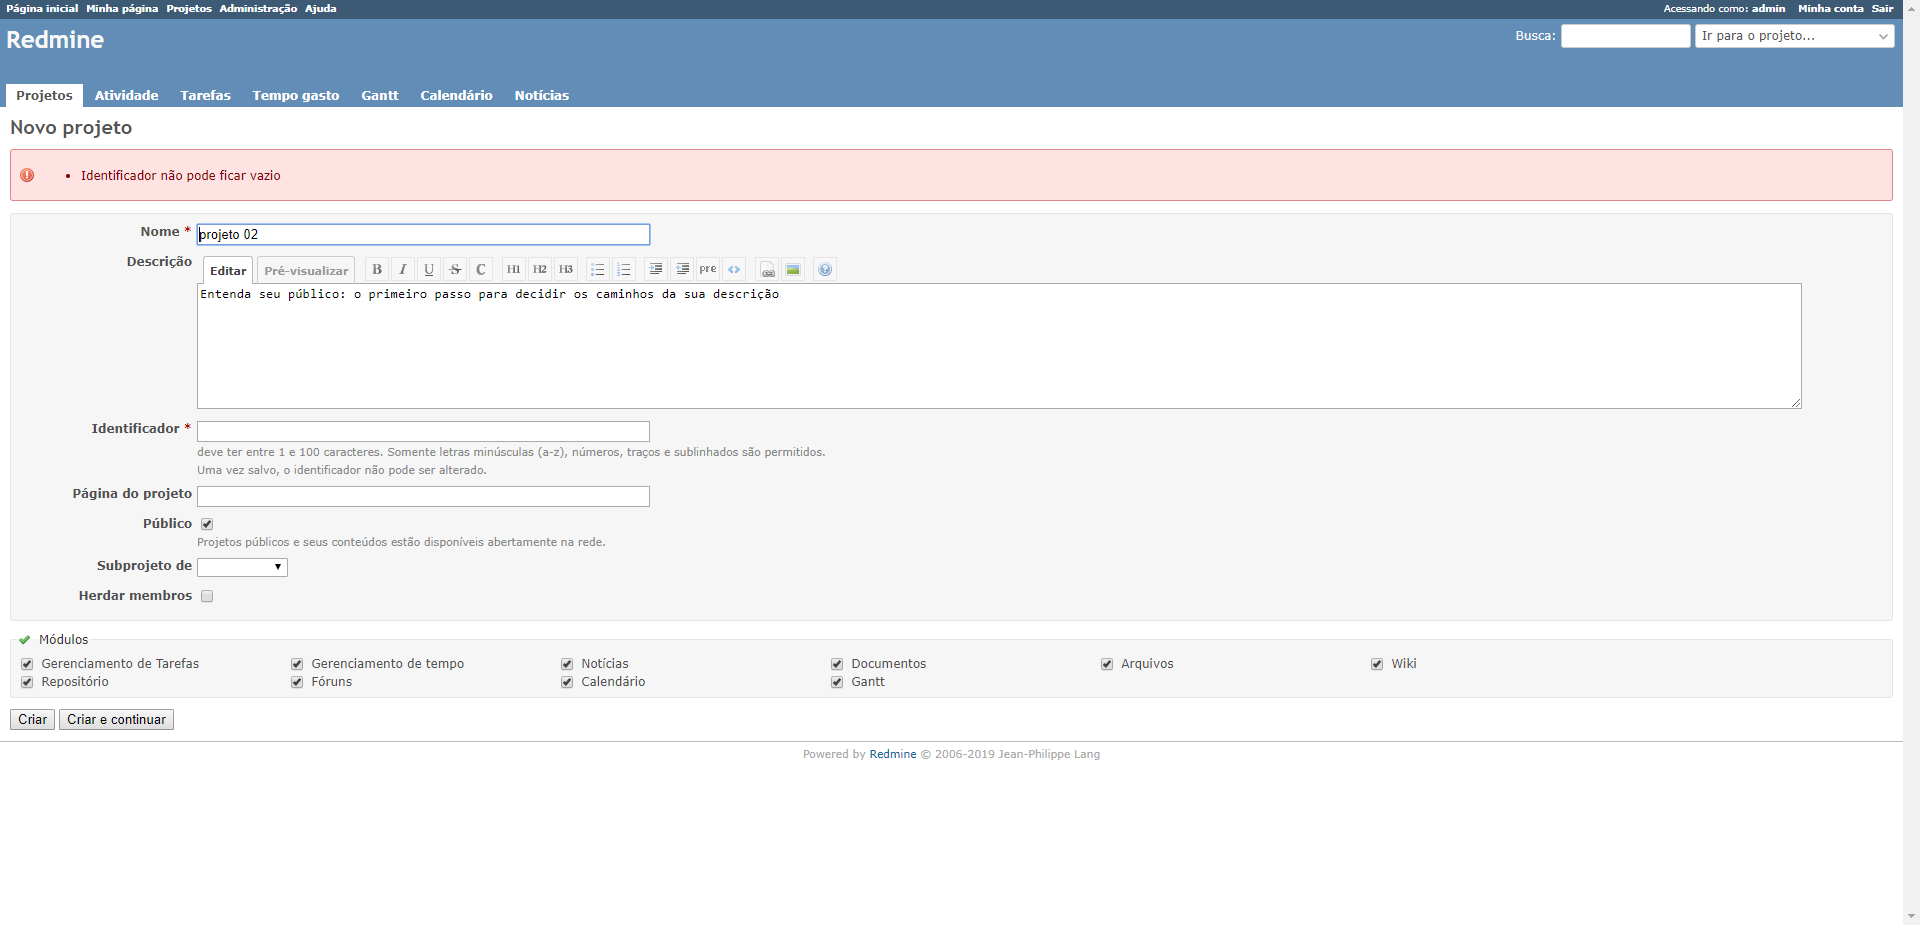 Página inicial Minha página Projetos Administração Ajuda Acessando como: admin Minha conta Sair
Redmine Busca: Ir para o projeto...
Projetos Atividade Tarefas Tempo gasto Gantt Calendário Notícias
Novo projeto
Identificador não pode ficar vazio
Nome * projeto 02
Descrição Editar Pré-visualizar B I U S C H1 H2 H3 pre <>
Entenda seu público: o primeiro passo para decidir os caminhos da sua descrição
Identificador *
deve ter entre 1 e 100 caracteres. Somente letras minúsculas (a-z), números, traços e sublinhados são permitidos.
Uma vez salvo, o identificador não pode ser alterado.
Página do projeto
Público
Projetos públicos e seus conteúdos estão disponíveis abertamente na rede.
Subprojeto de
Herdar membros
Módulos
Gerenciamento de Tarefas Gerenciamento de tempo Notícias Documentos Arquivos Wiki
Repositório Fóruns Calendário Gantt
Criar Criar e continuar
Powered by Redmine © 2006-2019 Jean-Philippe Lang